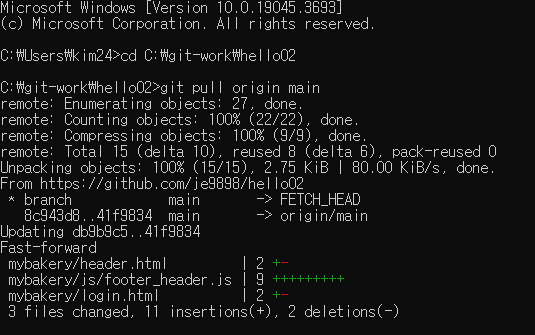 Microsoft Windows [Version 10.0.19045.3693]
(c) Microsoft Corporation. All rights reserved.
C:₩Users₩kim24>cd C:₩git-work₩hello02
C:₩git-work₩hello02>git pull origin main
remote: Enumerating objects: 27, done.
remote: Counting objects: 100% (22/22), done.
remote: Compressing objects: 100% (9/9), done.
remote: Total 15 (delta 10), reused 8 (delta 6), pack-reused 0
Unpacking objects: 100% (15/15), 2.75 KiB | 80.00 KiB/s, done.
From https://github.com/je9898/hello02
 * branch            main       -> FETCH_HEAD
   8c943d8..41f9834  main       -> origin/main
Updating db9b9c5..41f9834
Fast-forward
 mybakery/header.html         | 2 +-
 mybakery/js/footer_header.js | 9 +++++++++
 mybakery/login.html          | 2 +-
 3 files changed, 11 insertions(+), 2 deletions(-)